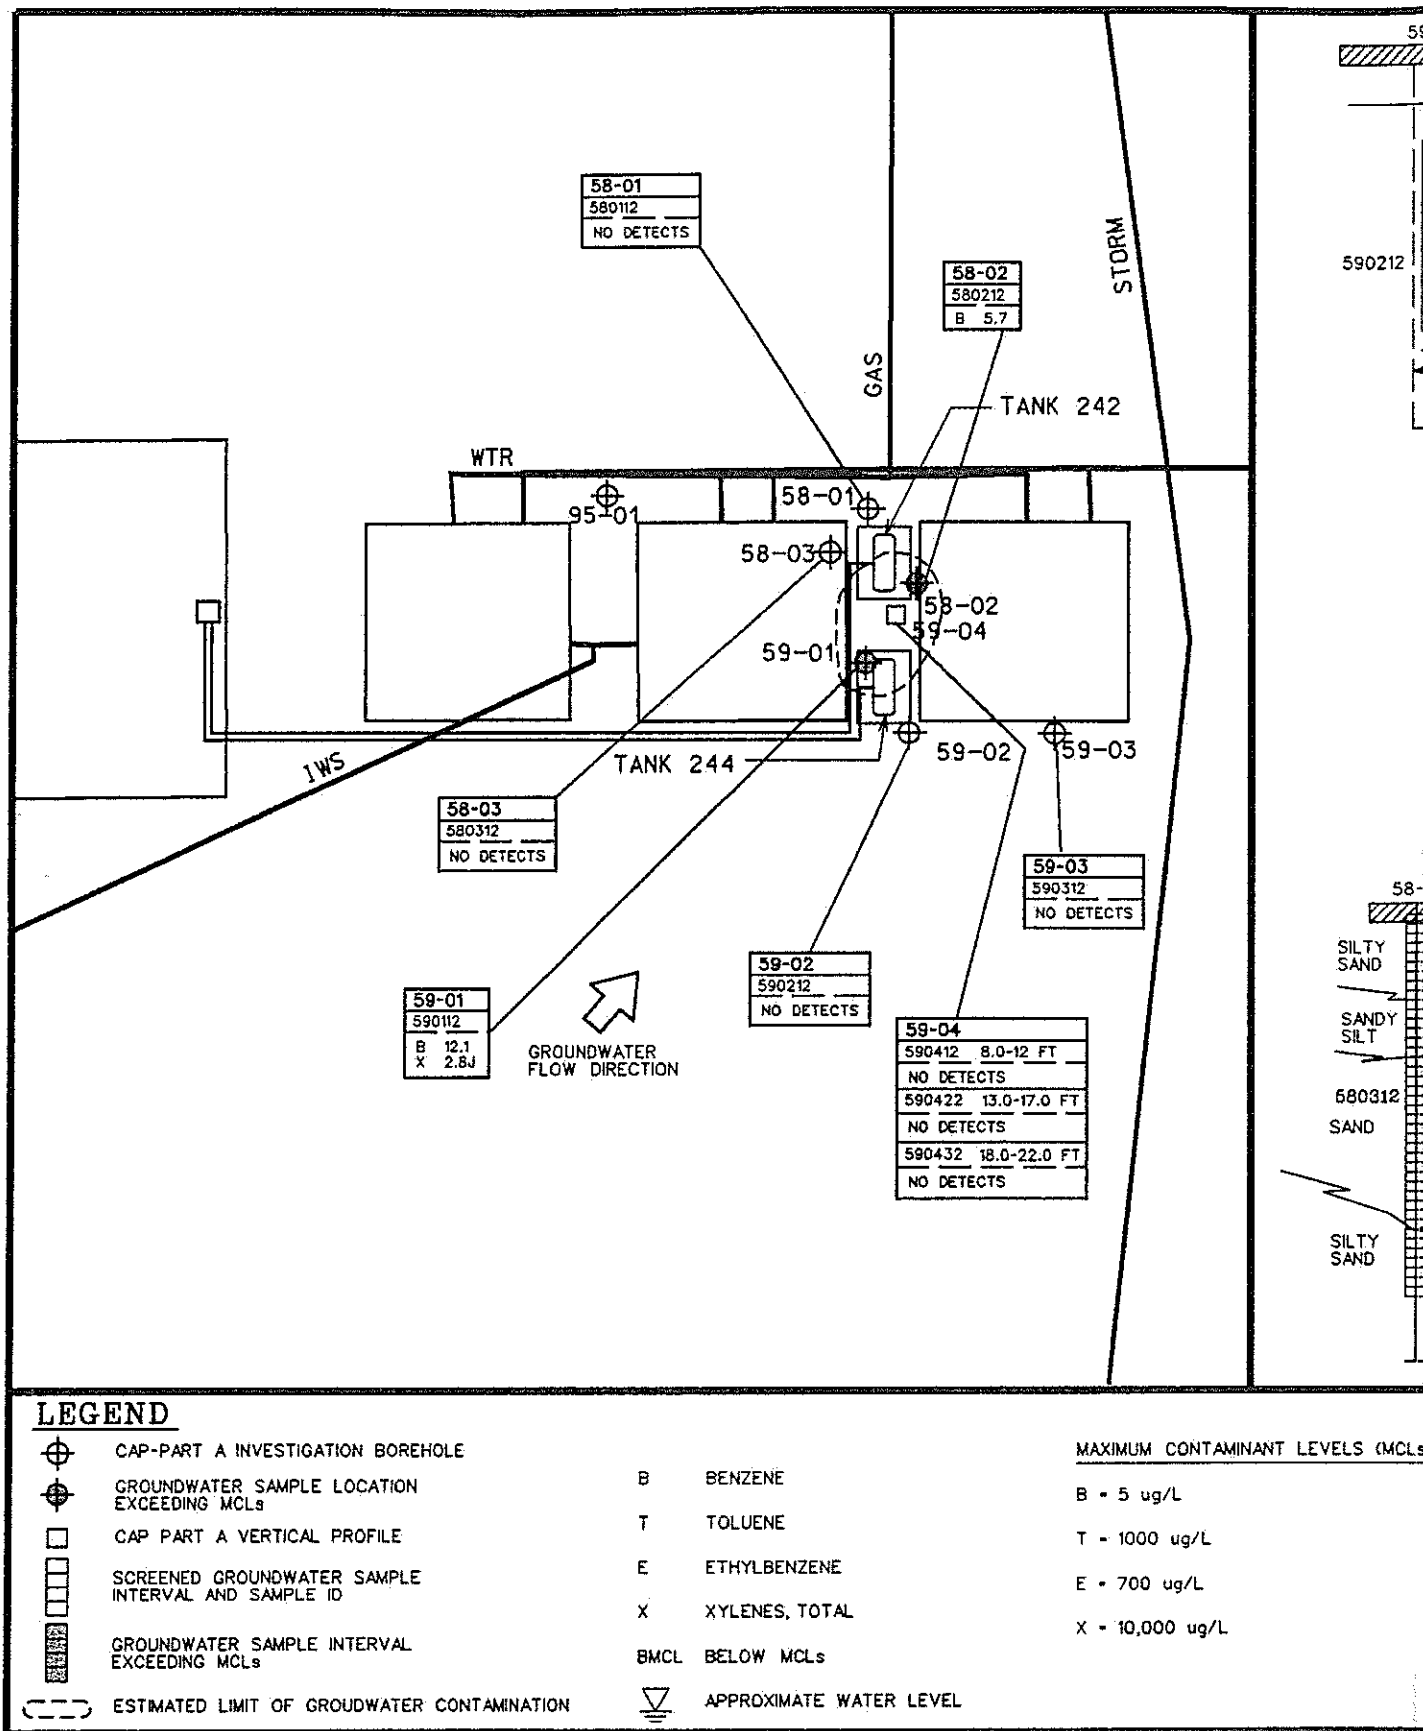 58-01
580112
NO DETECTS
58-02
580212
B 5.7
STORM
GAS
TANK 242
WTR
95-01
58-01
58-03
58-02
59-04
59-01
59-02
59-03
TANK 244
IWS
58-03
580312
NO DETECTS
59-03
590312
NO DETECTS
59-02
590212
NO DETECTS
59-01
590112
B 12.1
X 2.8J
GROUNDWATER
FLOW DIRECTION
59-04
590412 8.0-12 FT
NO DETECTS
590422 13.0-17.0 FT
NO DETECTS
590432 18.0-22.0 FT
NO DETECTS
590212
58-
SILTY
SAND
SANDY
SILT
580312
SAND
SILTY
SAND
LEGEND
CAP-PART A INVESTIGATION BOREHOLE
GROUNDWATER SAMPLE LOCATION
EXCEEDING MCLs
CAP PART A VERTICAL PROFILE
SCREENED GROUNDWATER SAMPLE
INTERVAL AND SAMPLE ID
GROUNDWATER SAMPLE INTERVAL
EXCEEDING MCLs
ESTIMATED LIMIT OF GROUDWATER CONTAMINATION
B BENZENE
T TOLUENE
E ETHYLBENZENE
X XYLENES, TOTAL
BMCL BELOW MCLs
APPROXIMATE WATER LEVEL
MAXIMUM CONTAMINANT LEVELS (MCLs
B = 5 ug/L
T = 1000 ug/L
E = 700 ug/L
X = 10,000 ug/L